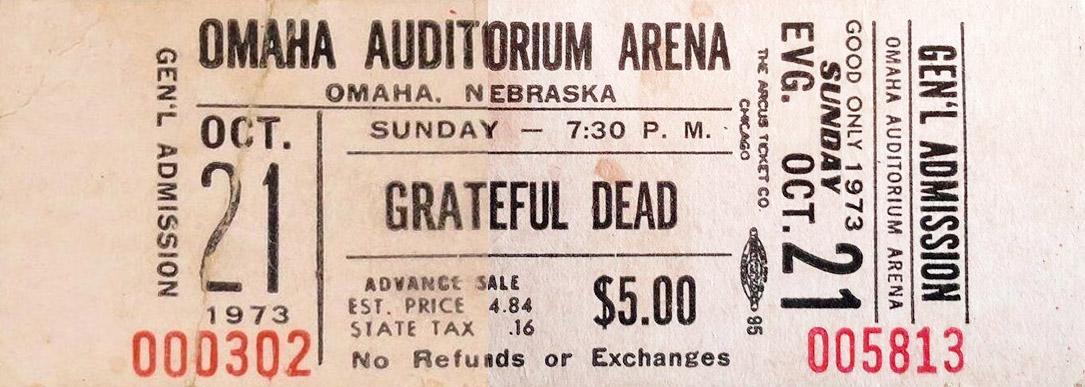 GEN'L ADMISSION
OMAHA AUDITORIUM ARENA
OMAHA, NEBRASKA
OCT.
21
1973
000302
SUNDAY — 7:30 P. M.
GRATEFUL DEAD
ADVANCE SALE
EST. PRICE 4.84
STATE TAX .16
$5.00
No Refunds or Exchanges
THE ARCUS TICKET CO.
CHICAGO
85
GOOD ONLY 1973
SUNDAY
EVG. OCT. 21
21
OMAHA AUDITORIUM ARENA
GEN'L ADMISSION
005813